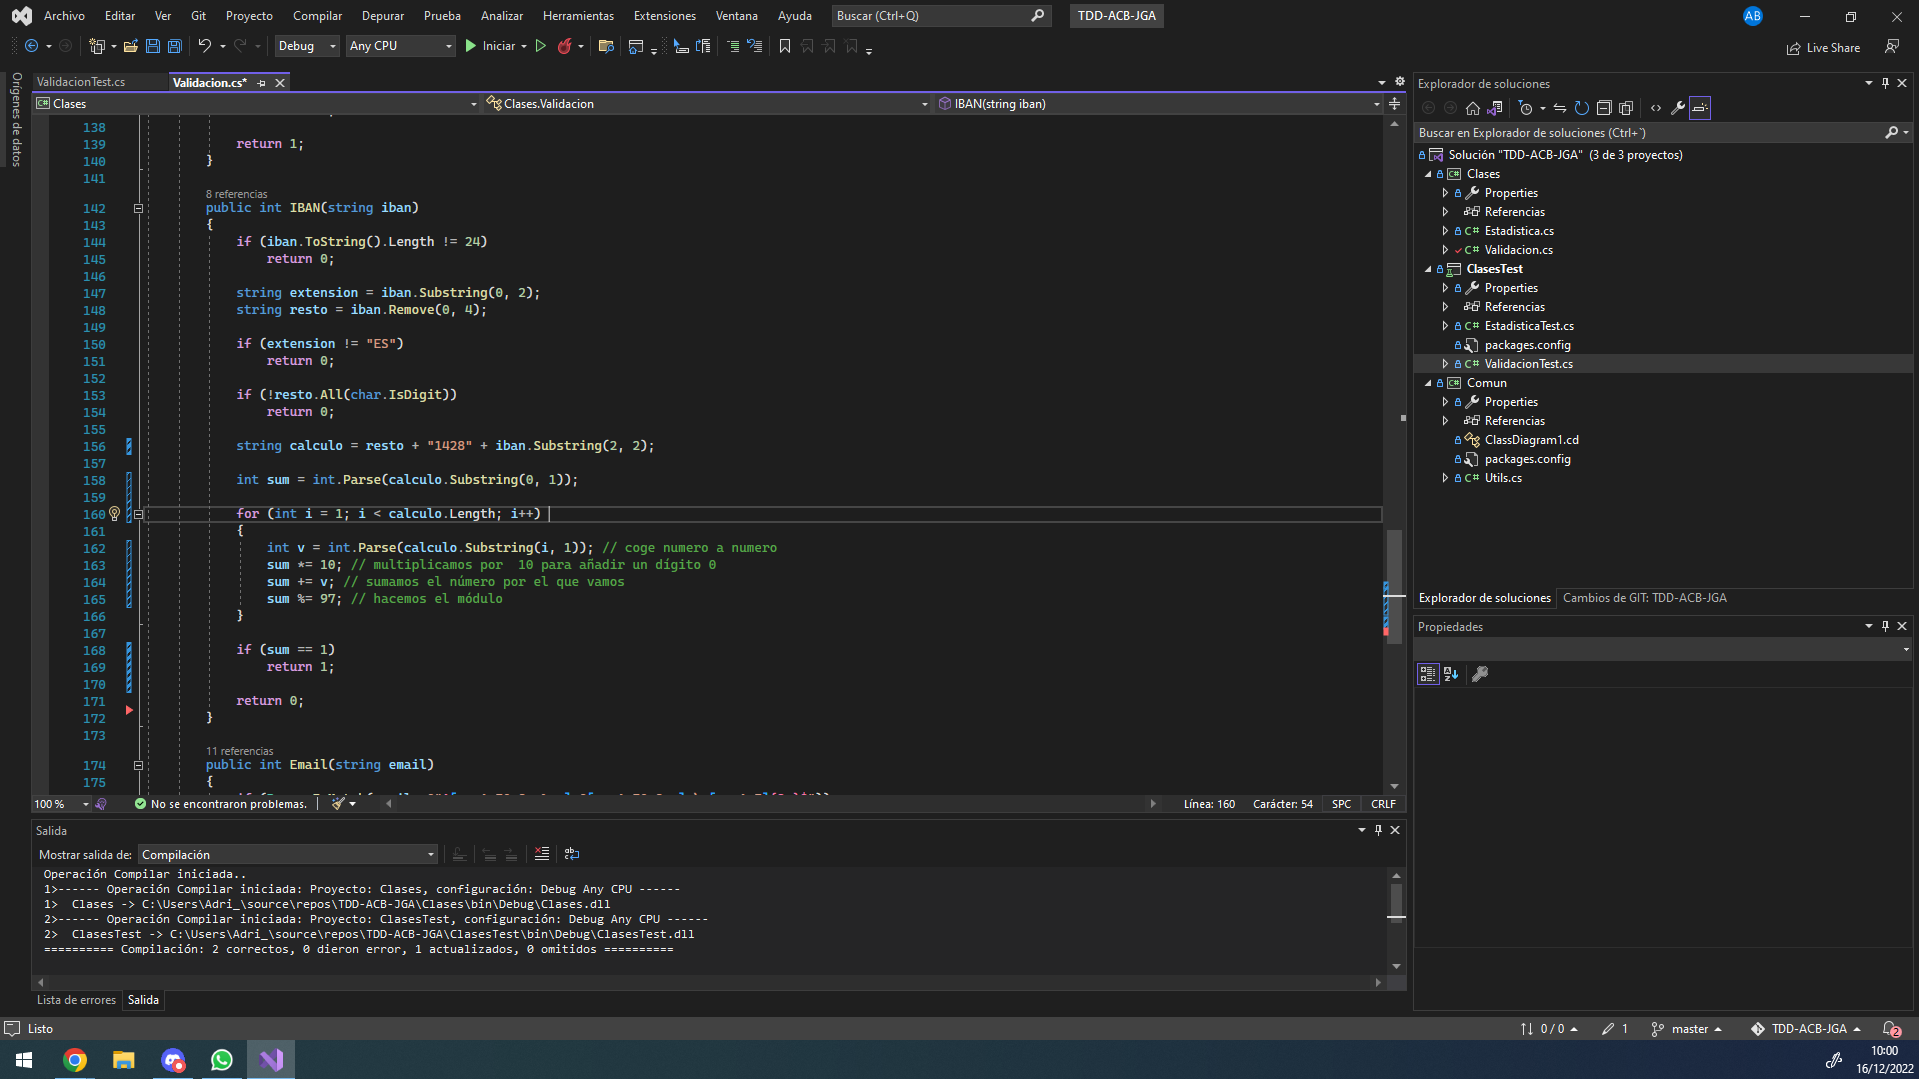 Archivo Editar Ver Git Proyecto Compilar Depurar Prueba Analizar Herramientas Extensiones Ventana Ayuda Buscar (Ctrl+Q) TDD-ACB-JGA AB
Debug Any CPU Iniciar Live Share
Orígenes de datos
ValidacionTest.cs Validacion.cs*
Clases Clases.Validacion IBAN(string iban)
138
139 return 1;
140 }
141
8 referencias
142 public int IBAN(string iban)
143 {
144 if (iban.ToString().Length != 24)
145 return 0;
146
147 string extension = iban.Substring(0, 2);
148 string resto = iban.Remove(0, 4);
149
150 if (extension != "ES")
151 return 0;
152
153 if (!resto.All(char.IsDigit))
154 return 0;
155
156 string calculo = resto + "1428" + iban.Substring(2, 2);
157
158 int sum = int.Parse(calculo.Substring(0, 1));
159
160 for (int i = 1; i < calculo.Length; i++)
161 {
162 int v = int.Parse(calculo.Substring(i, 1)); // coge numero a numero
163 sum *= 10; // multiplicamos por  10 para añadir un dígito 0
164 sum += v; // sumamos el número por el que vamos
165 sum %= 97; // hacemos el módulo
166 }
167
168 if (sum == 1)
169 return 1;
170
171 return 0;
172 }
173
11 referencias
174 public int Email(string email)
175 {
100 % No se encontraron problemas. Línea: 160 Carácter: 54 SPC CRLF
Salida
Mostrar salida de: Compilación
Operación Compilar iniciada..
1>------ Operación Compilar iniciada: Proyecto: Clases, configuración: Debug Any CPU ------
1>  Clases -> C:\Users\Adri_\source\repos\TDD-ACB-JGA\Clases\bin\Debug\Clases.dll
2>------ Operación Compilar iniciada: Proyecto: ClasesTest, configuración: Debug Any CPU ------
2>  ClasesTest -> C:\Users\Adri_\source\repos\TDD-ACB-JGA\ClasesTest\bin\Debug\ClasesTest.dll
========== Compilación: 2 correctos, 0 dieron error, 1 actualizados, 0 omitidos ==========
Lista de errores Salida
Explorador de soluciones
Buscar en Explorador de soluciones (Ctrl+`)
Solución "TDD-ACB-JGA" (3 de 3 proyectos)
Clases
Properties
Referencias
Estadistica.cs
Validacion.cs
ClasesTest
Properties
Referencias
EstadisticaTest.cs
packages.config
ValidacionTest.cs
Comun
Properties
Referencias
ClassDiagram1.cd
packages.config
Utils.cs
Explorador de soluciones Cambios de GIT: TDD-ACB-JGA
Propiedades
Listo 0 / 0 1 master TDD-ACB-JGA 2
10:00
16/12/2022